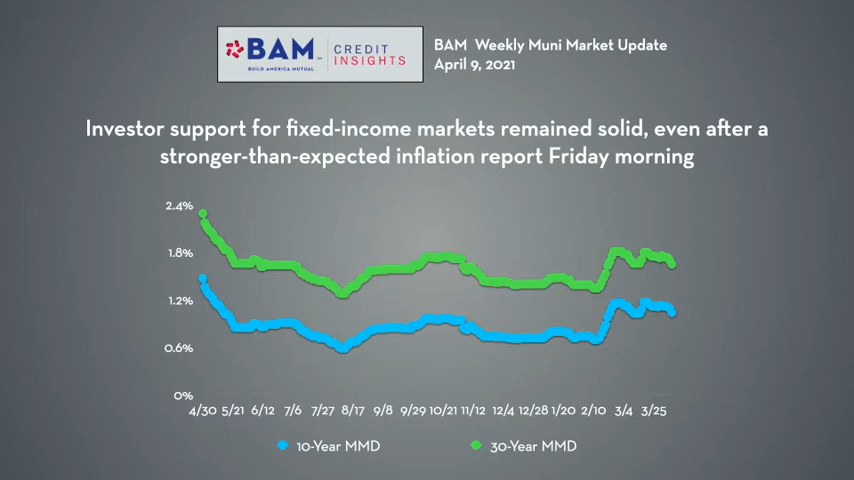 BAM
BUILD AMERICA MUTUAL
CREDIT
INSIGHTS
BAM Weekly Muni Market Update
April 9, 2021
Investor support for fixed-income markets remained solid, even after a
stronger-than-expected inflation report Friday morning
2.4%
1.8%
1.2%
0.6%
0%
4/30 5/21 6/12 7/6 7/27 8/17 9/8 9/29 10/21 11/12 12/4 12/28 1/20 2/10 3/4 3/25
10-Year MMD 30-Year MMD